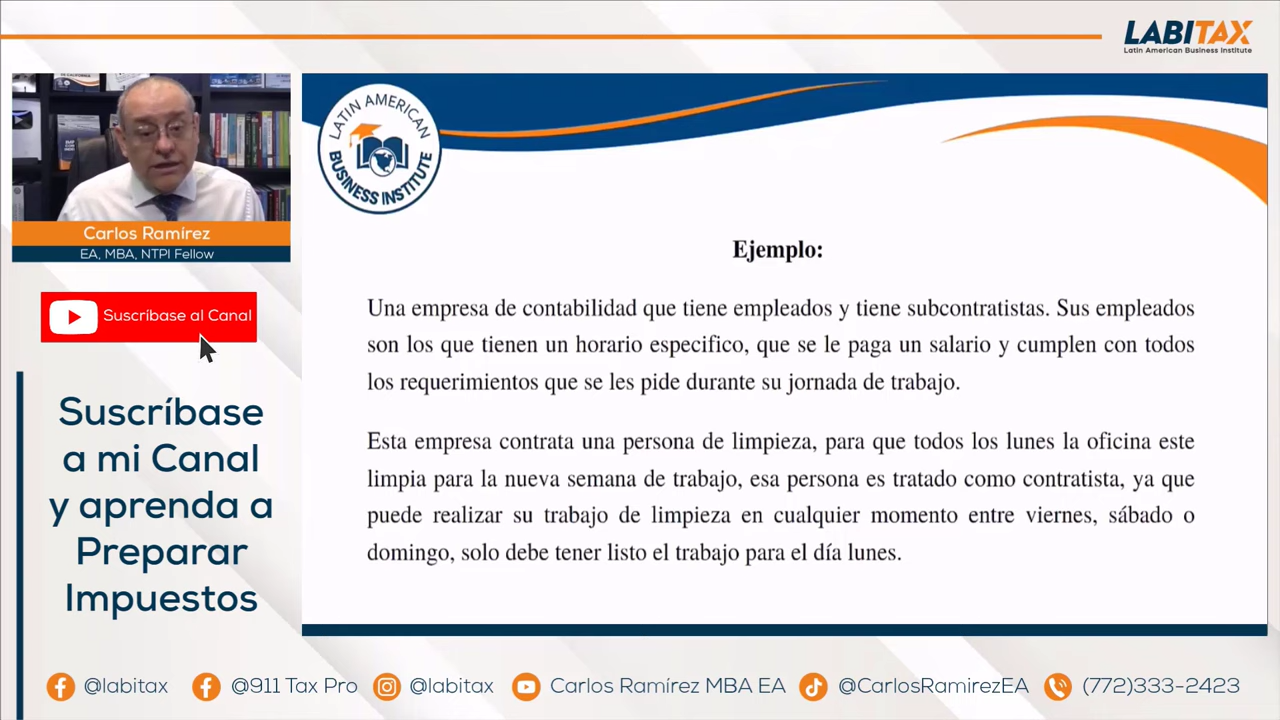 LABITAX
Latin American Business Institute
LATIN AMERICAN
BUSINESS INSTITUTE
Carlos Ramírez
EA, MBA, NTPI Fellow
Suscríbase al Canal
Suscríbase
a mi Canal
y aprenda a
Preparar
Impuestos
Ejemplo:
Una empresa de contabilidad que tiene empleados y tiene subcontratistas. Sus empleados
son los que tienen un horario especifico, que se le paga un salario y cumplen con todos
los requerimientos que se les pide durante su jornada de trabajo.
Esta empresa contrata una persona de limpieza, para que todos los lunes la oficina este
limpia para la nueva semana de trabajo, esa persona es tratado como contratista, ya que
puede realizar su trabajo de limpieza en cualquier momento entre viernes, sábado o
domingo, solo debe tener listo el trabajo para el día lunes.
@labitax
@911 Tax Pro
@labitax
Carlos Ramírez MBA EA
@CarlosRamirezEA
(772)333-2423